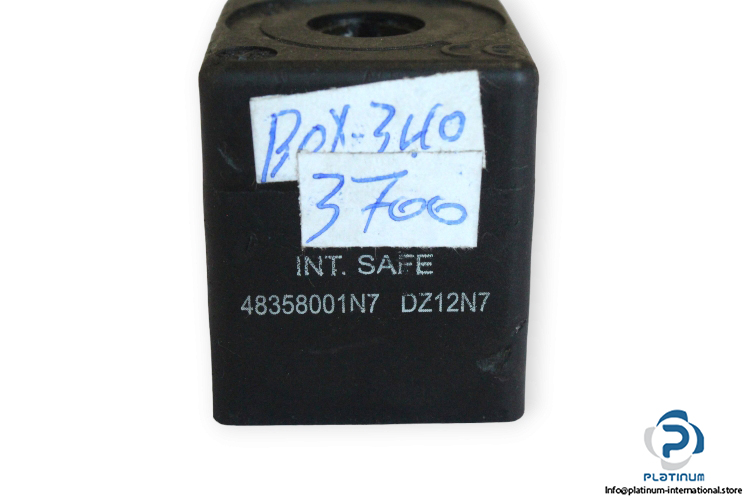 BOX-340
3700
INT. SAFE
48358001N7 DZ12N7
PLATINUM
Info@platinum-international.store